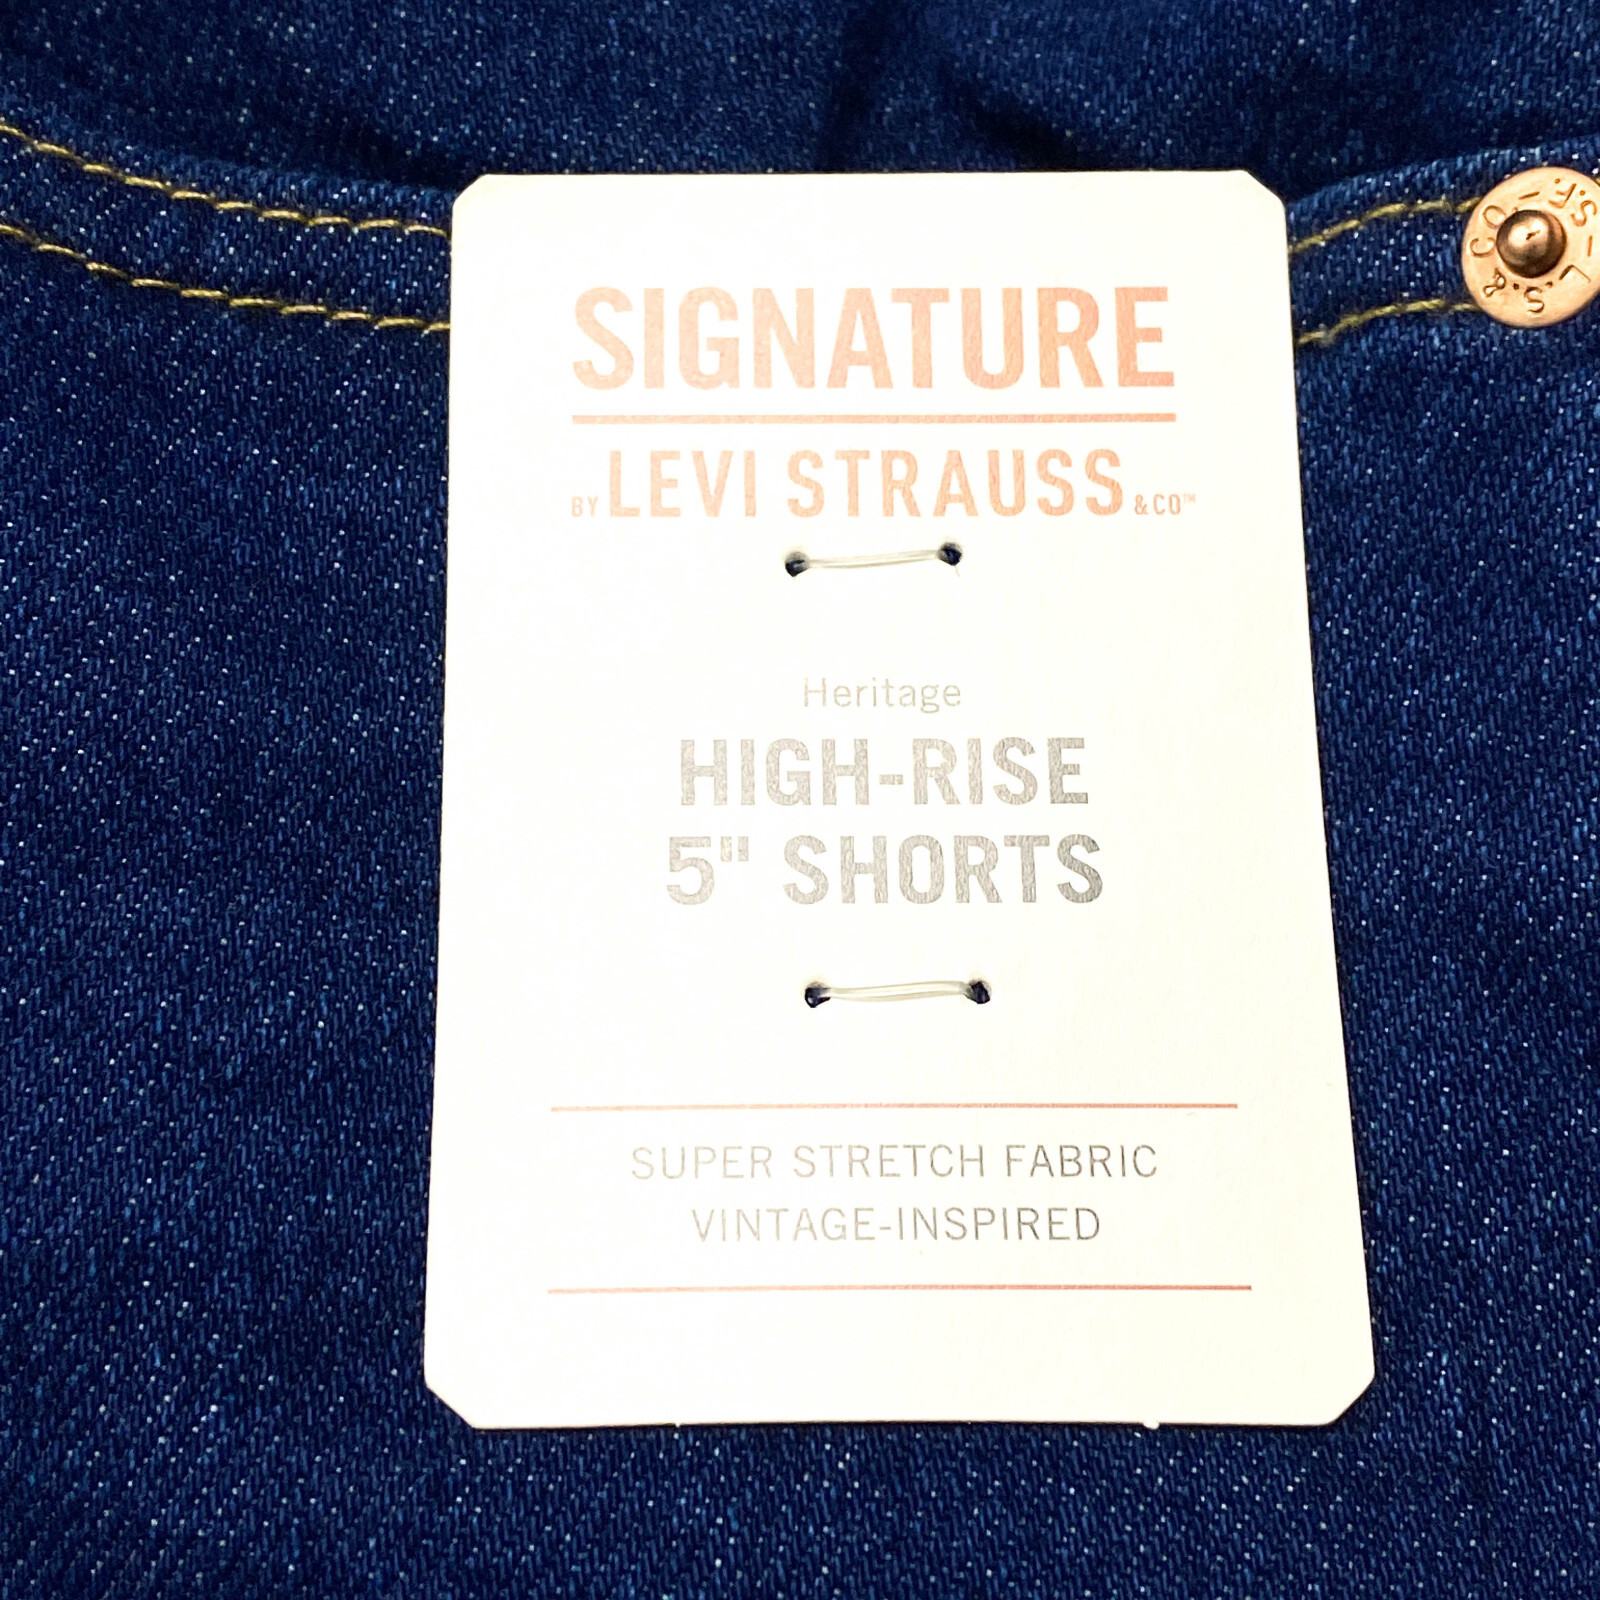 SIGNATURE
BY LEVI STRAUSS & CO™
Heritage
HIGH-RISE
5" SHORTS
SUPER STRETCH FABRIC
VINTAGE-INSPIRED
L.S.&CO-S.F.-